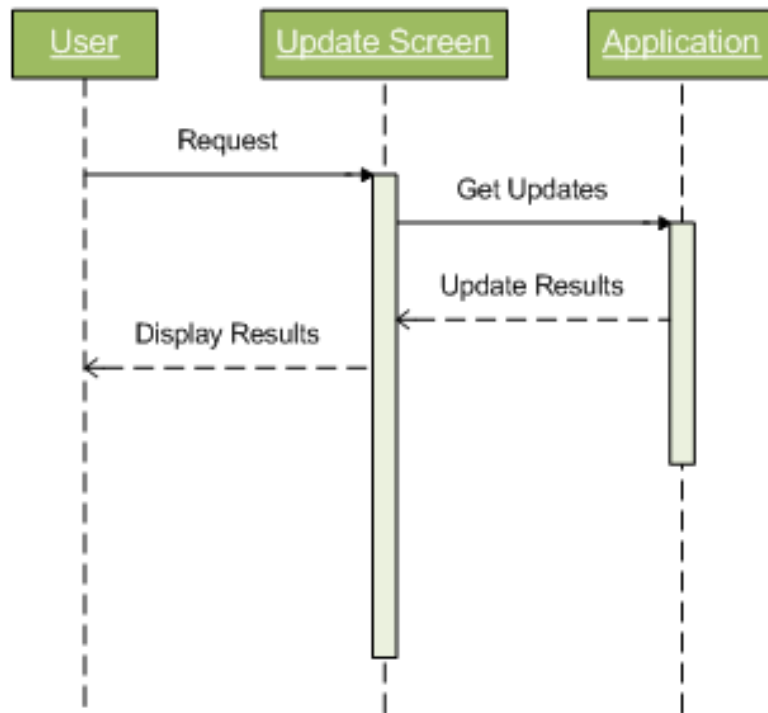 User
Update Screen
Application
Request
Get Updates
Update Results
Display Results